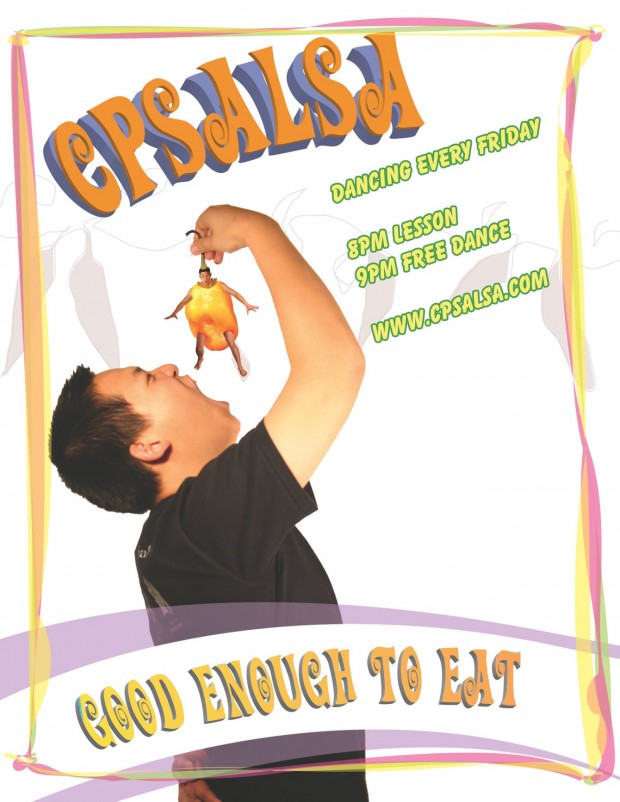 CPSALSA
DANCING EVERY FRIDAY
8PM LESSON
9PM FREE DANCE
WWW.CPSALSA.COM
GOOD ENOUGH TO EAT